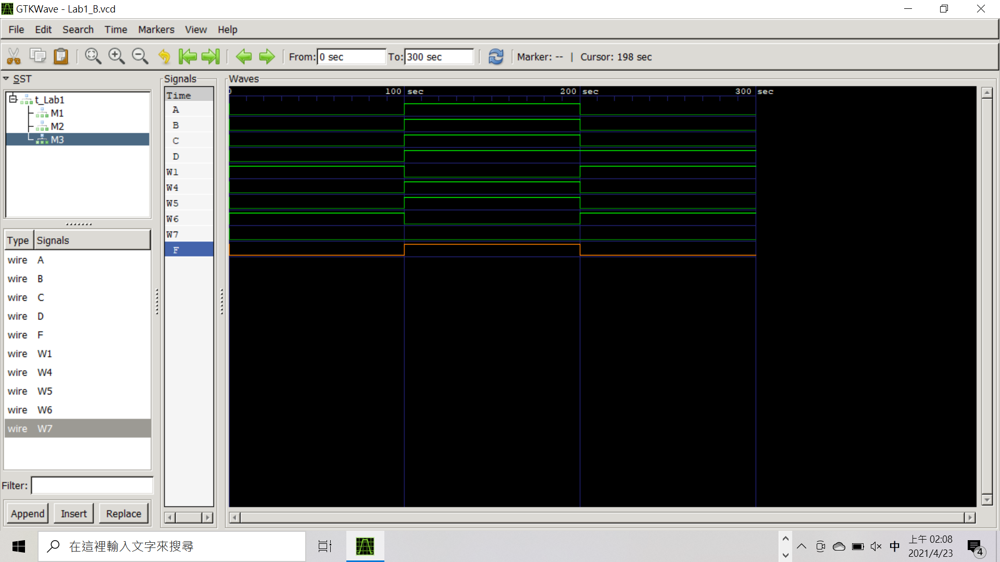 GTKWave - Lab1_B.vcd
File Edit Search Time Markers View Help
From: 0 sec To: 300 sec Marker: -- | Cursor: 198 sec
SST
t_Lab1
M1
M2
M3
Type Signals
wire A
wire B
wire C
wire D
wire F
wire W1
wire W4
wire W5
wire W6
wire W7
Filter:
Append Insert Replace
Signals
Time
A
B
C
D
W1
W4
W5
W6
W7
F
Waves
0 100 sec 200 sec 300 sec
在這裡輸入文字來搜尋
中
上午 02:08
2021/4/23
4